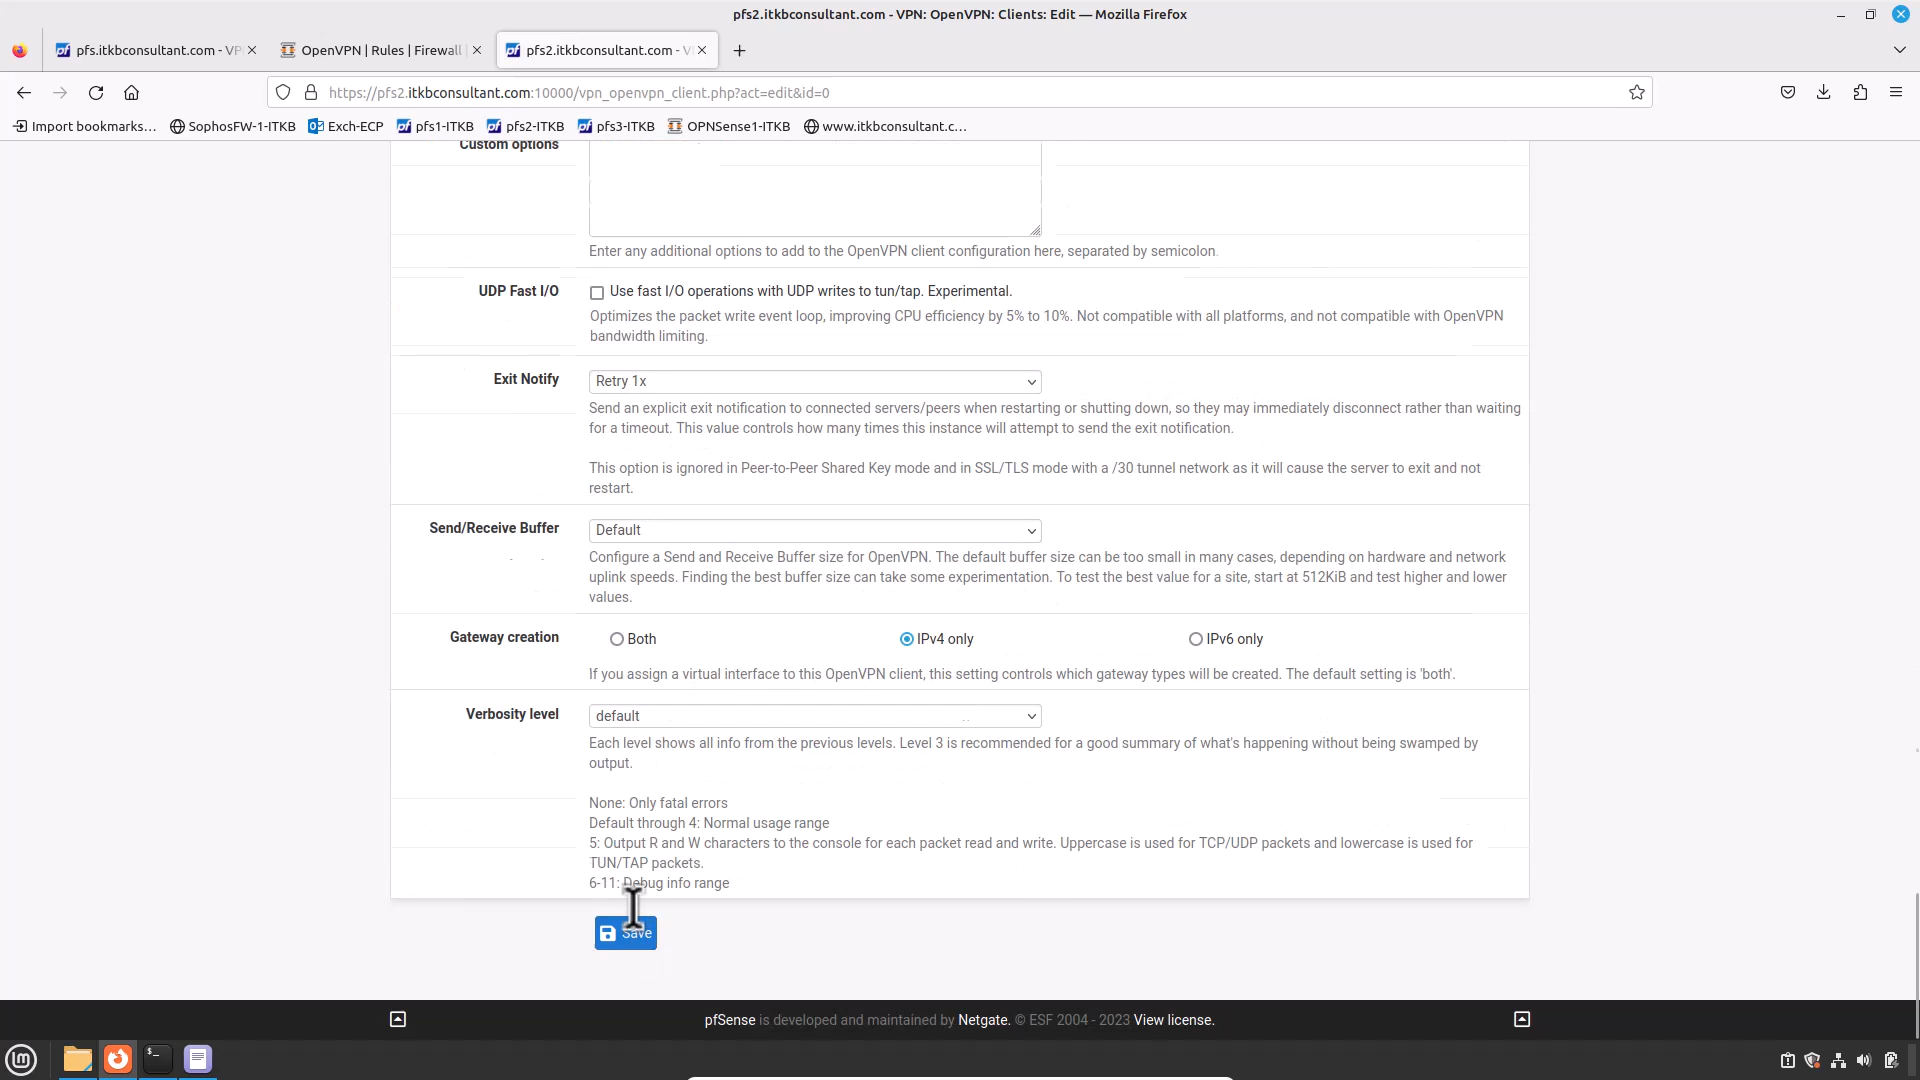 pfs2.itkbconsultant.com - VPN: OpenVPN: Clients: Edit — Mozilla Firefox
pfs.itkbconsultant.com - VP
OpenVPN | Rules | Firewall
pfs2.itkbconsultant.com - V
https://pfs2.itkbconsultant.com:10000/vpn_openvpn_client.php?act=edit&id=0
Import bookmarks...
SophosFW-1-ITKB
Exch-ECP
pfs1-ITKB
pfs2-ITKB
pfs3-ITKB
OPNSense1-ITKB
www.itkbconsultant.c...
Custom options
Enter any additional options to add to the OpenVPN client configuration here, separated by semicolon.
UDP Fast I/O
Use fast I/O operations with UDP writes to tun/tap. Experimental.
Optimizes the packet write event loop, improving CPU efficiency by 5% to 10%. Not compatible with all platforms, and not compatible with OpenVPN
bandwidth limiting.
Exit Notify
Retry 1x
Send an explicit exit notification to connected servers/peers when restarting or shutting down, so they may immediately disconnect rather than waiting
for a timeout. This value controls how many times this instance will attempt to send the exit notification.
This option is ignored in Peer-to-Peer Shared Key mode and in SSL/TLS mode with a /30 tunnel network as it will cause the server to exit and not
restart.
Send/Receive Buffer
Default
Configure a Send and Receive Buffer size for OpenVPN. The default buffer size can be too small in many cases, depending on hardware and network
uplink speeds. Finding the best buffer size can take some experimentation. To test the best value for a site, start at 512KiB and test higher and lower
values.
Gateway creation
Both
IPv4 only
IPv6 only
If you assign a virtual interface to this OpenVPN client, this setting controls which gateway types will be created. The default setting is 'both'.
Verbosity level
default
Each level shows all info from the previous levels. Level 3 is recommended for a good summary of what's happening without being swamped by
output.
None: Only fatal errors
Default through 4: Normal usage range
5: Output R and W characters to the console for each packet read and write. Uppercase is used for TCP/UDP packets and lowercase is used for
TUN/TAP packets.
6-11: Debug info range
Save
pfSense is developed and maintained by Netgate. © ESF 2004 - 2023 View license.